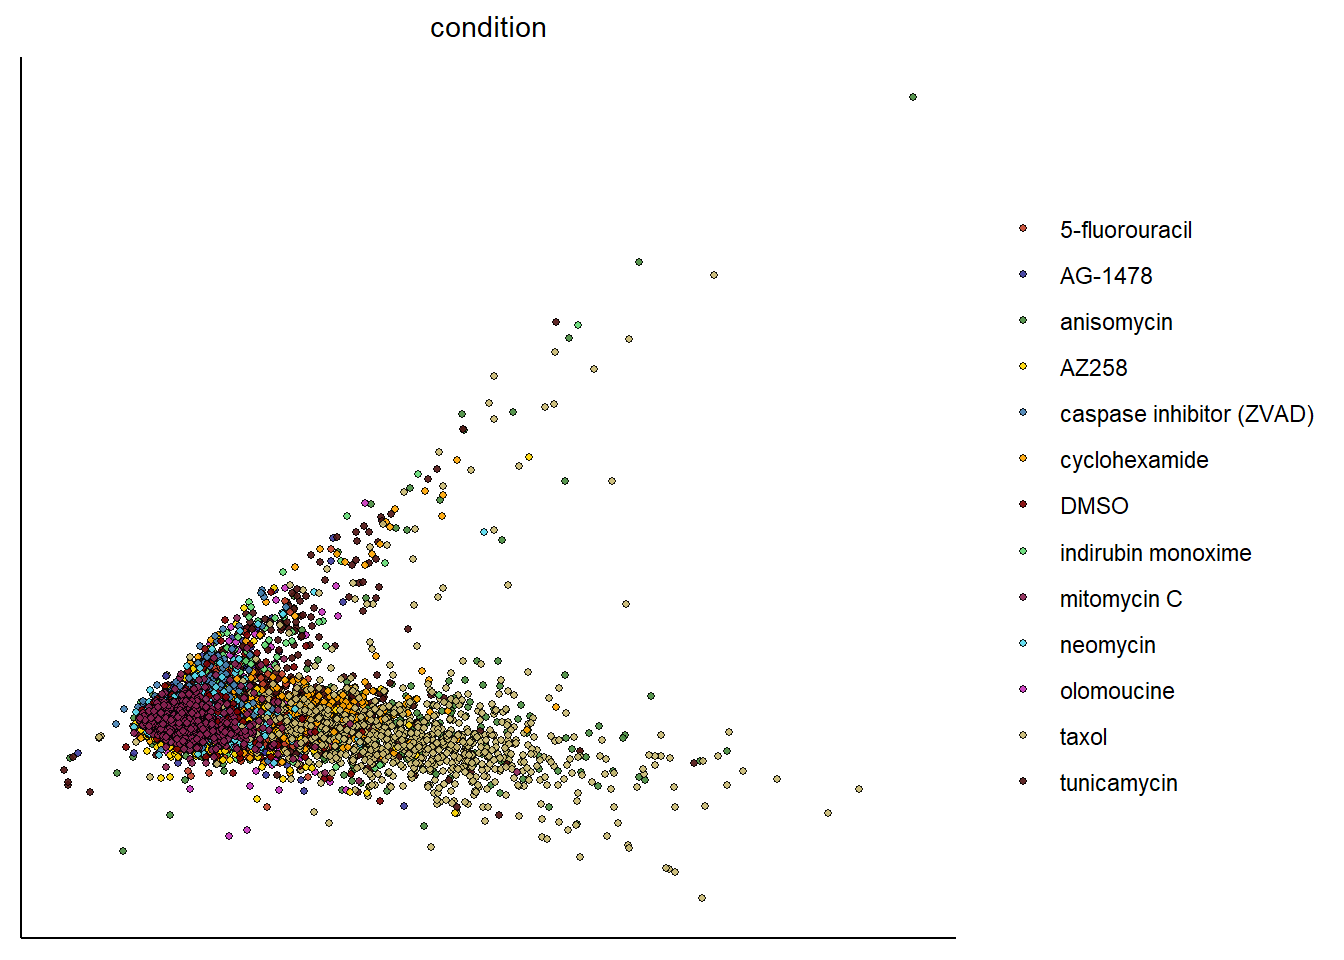 condition
5-fluorouracil
AG-1478
anisomycin
AZ258
caspase inhibitor (ZVAD)
cyclohexamide
DMSO
indirubin monoxime
mitomycin C
neomycin
olomoucine
taxol
tunicamycin